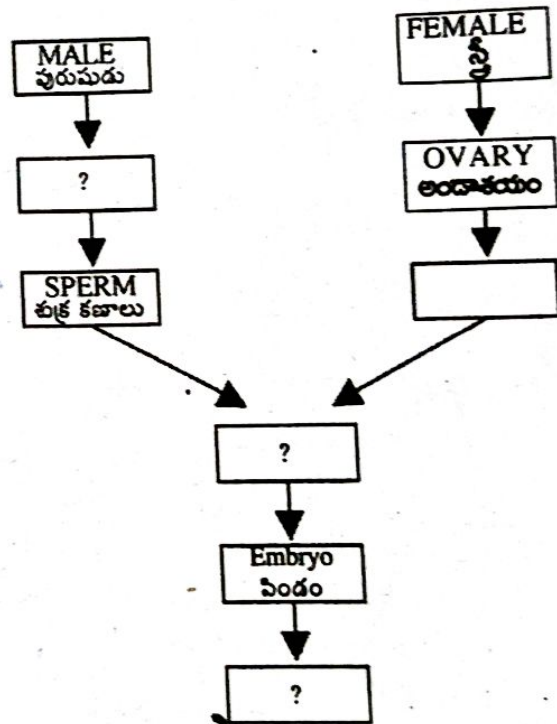 MALE
పురుషుడు
FEMALE
స్త్రీ
?
OVARY
అండాశయం
SPERM
శుక్ర కణాలు
?
Embryo
పిండం
?